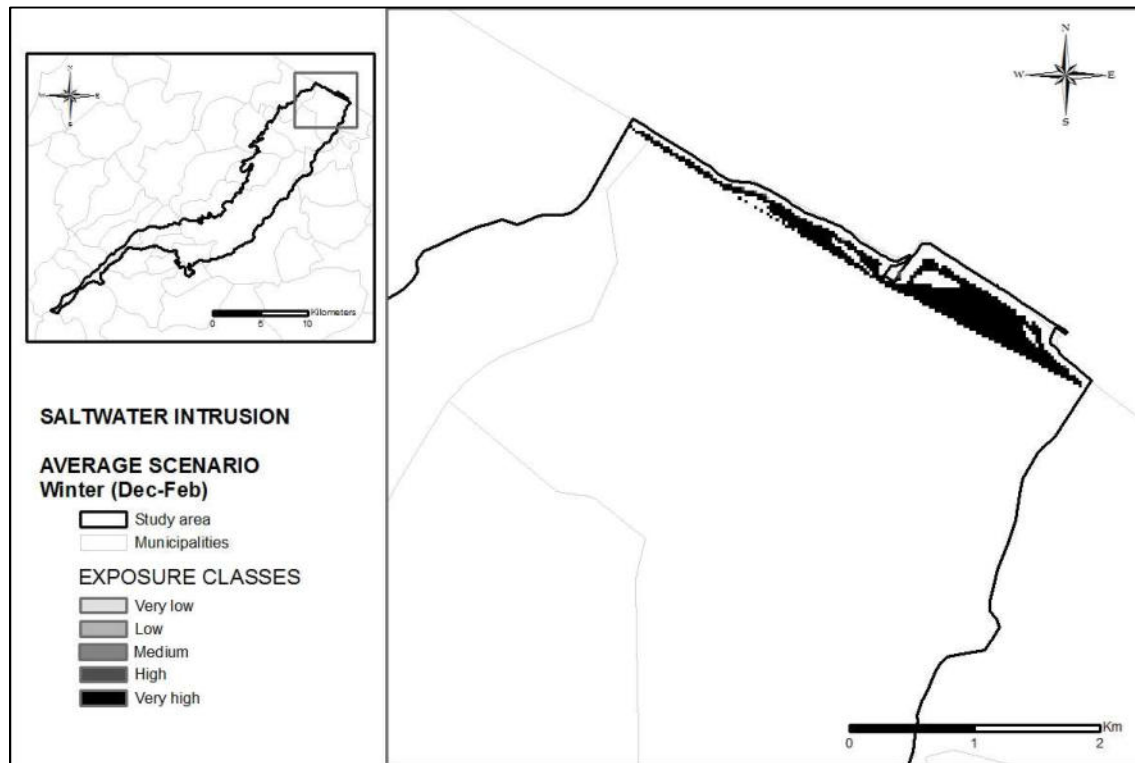 N
W
E
S
Kilometers
0 5 10
SALTWATER INTRUSION
AVERAGE SCENARIO
Winter (Dec-Feb)
Study area
Municipalities
EXPOSURE CLASSES
Very low
Low
Medium
High
Very high
N
W E
S
Km
0 1 2